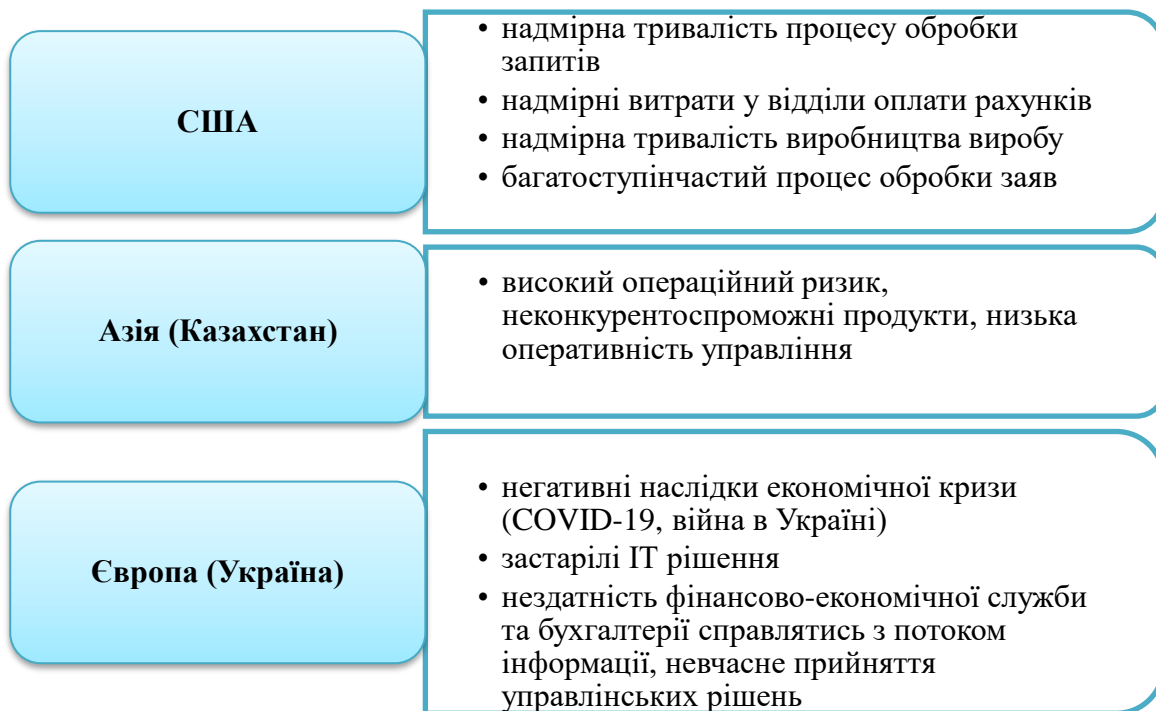 США
• надмірна тривалість процесу обробки
запитів
• надмірні витрати у відділи оплати рахунків
• надмірна тривалість виробництва виробу
• багатоступінчастий процес обробки заяв
Азія (Казахстан)
• високий операційний ризик,
неконкурентоспроможні продукти, низька
оперативність управління
Європа (Україна)
• негативні наслідки економічної кризи
(COVID-19, війна в Україні)
• застарілі ІТ рішення
• нездатність фінансово-економічної служби
та бухгалтерії справлятись з потоком
інформації, невчасне прийняття
управлінських рішень